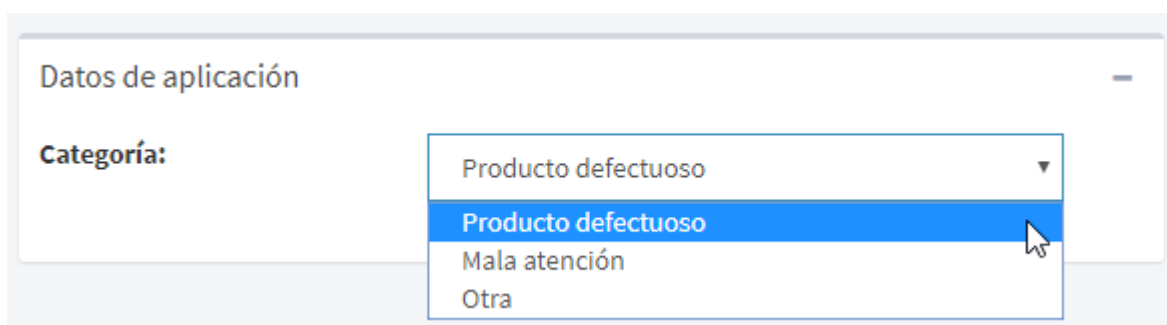 Datos de aplicación
Categoría:
Producto defectuoso
Producto defectuoso
Mala atención
Otra